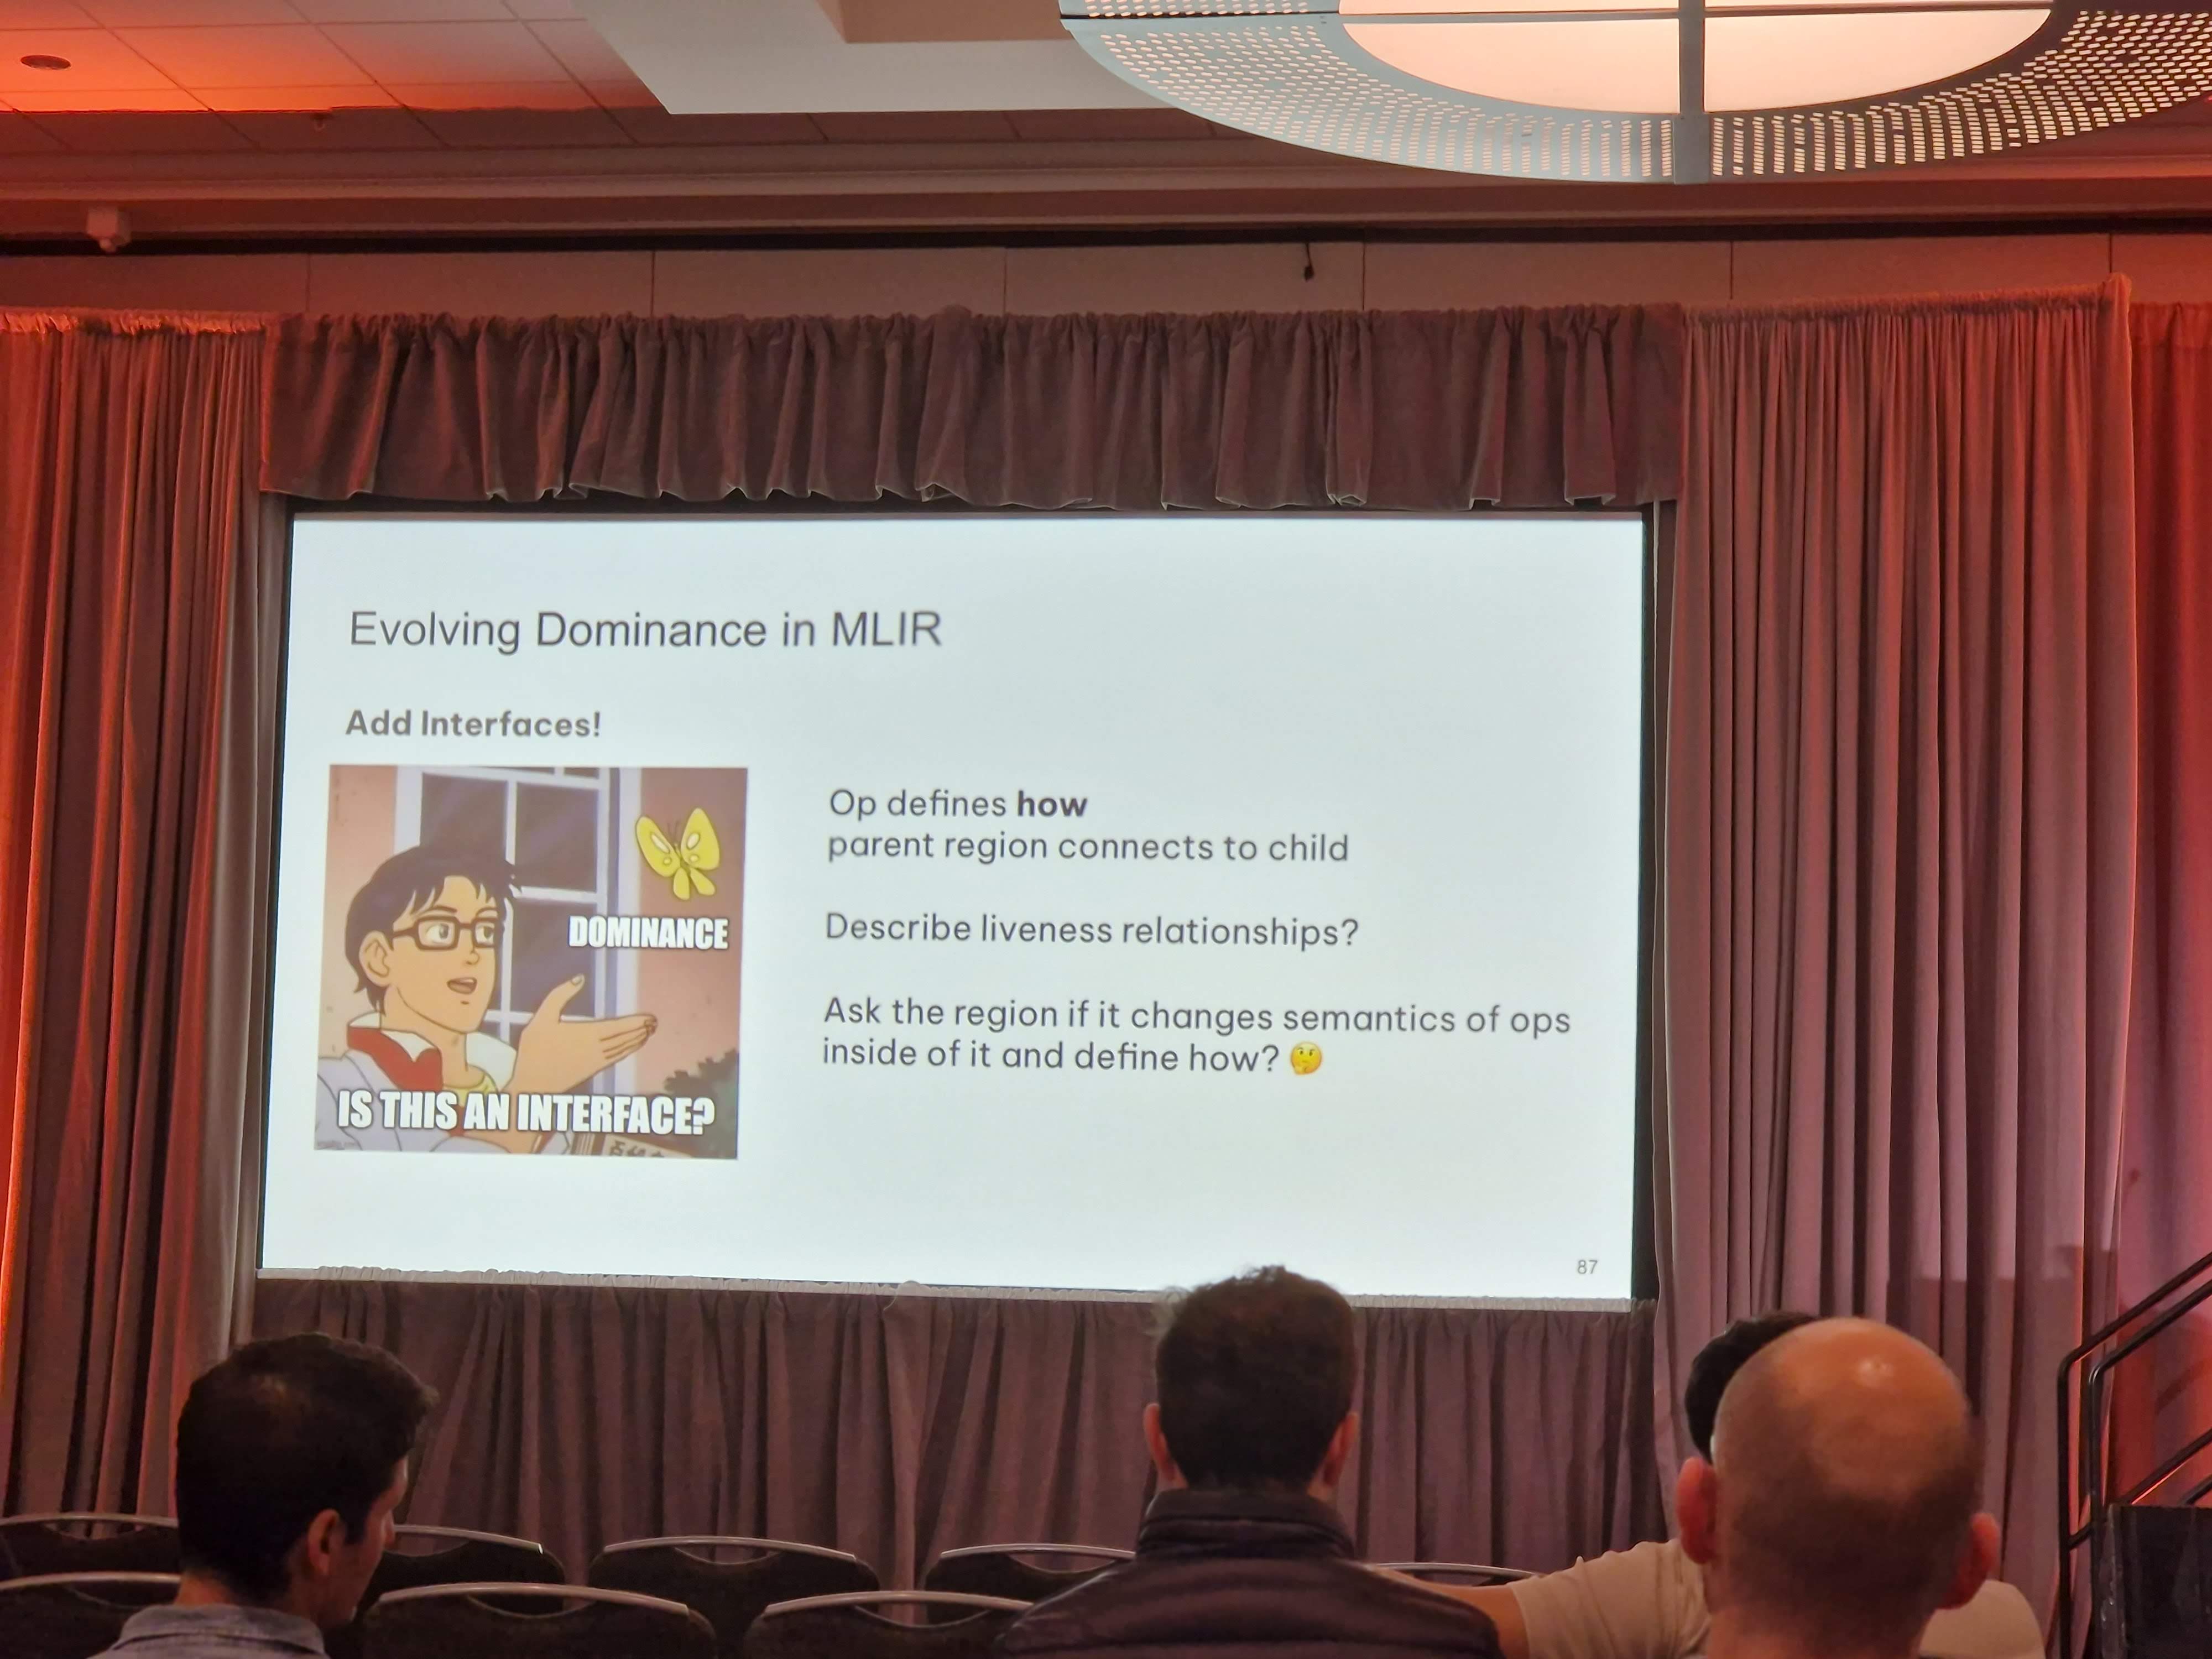 Evolving Dominance in MLIR
Add Interfaces!
DOMINANCE
IS THIS AN INTERFACE?
Op defines how
parent region connects to child
Describe liveness relationships?
Ask the region if it changes semantics of ops
inside of it and define how? 🤔
87